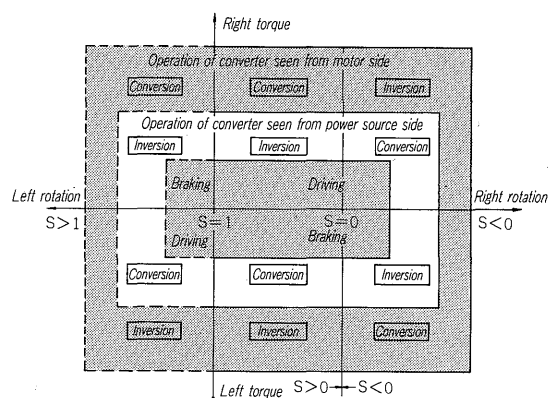 Right torque
Operation of converter seen from motor side
Conversion Conversion Inversion
Operation of converter seen from power source side
Inversion Inversion Conversion
Braking Driving
Left rotation Right rotation
S>1 S=1 S=0 S<0
Driving Braking
Conversion Conversion Inversion
Inversion Inversion Conversion
Left torque S>0 S<0